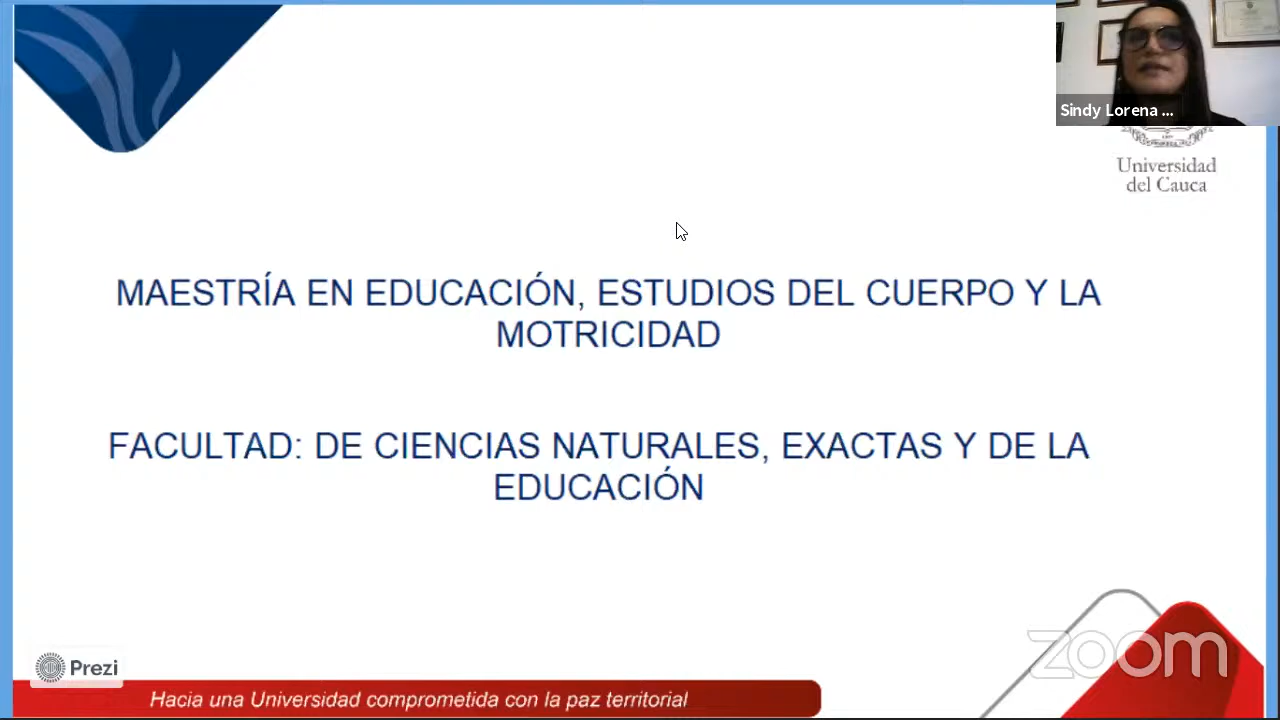 Sindy Lorena ...
Universidad
del Cauca
MAESTRÍA EN EDUCACIÓN, ESTUDIOS DEL CUERPO Y LA
MOTRICIDAD
FACULTAD: DE CIENCIAS NATURALES, EXACTAS Y DE LA
EDUCACIÓN
zoom
Prezi
Hacia una Universidad comprometida con la paz territorial